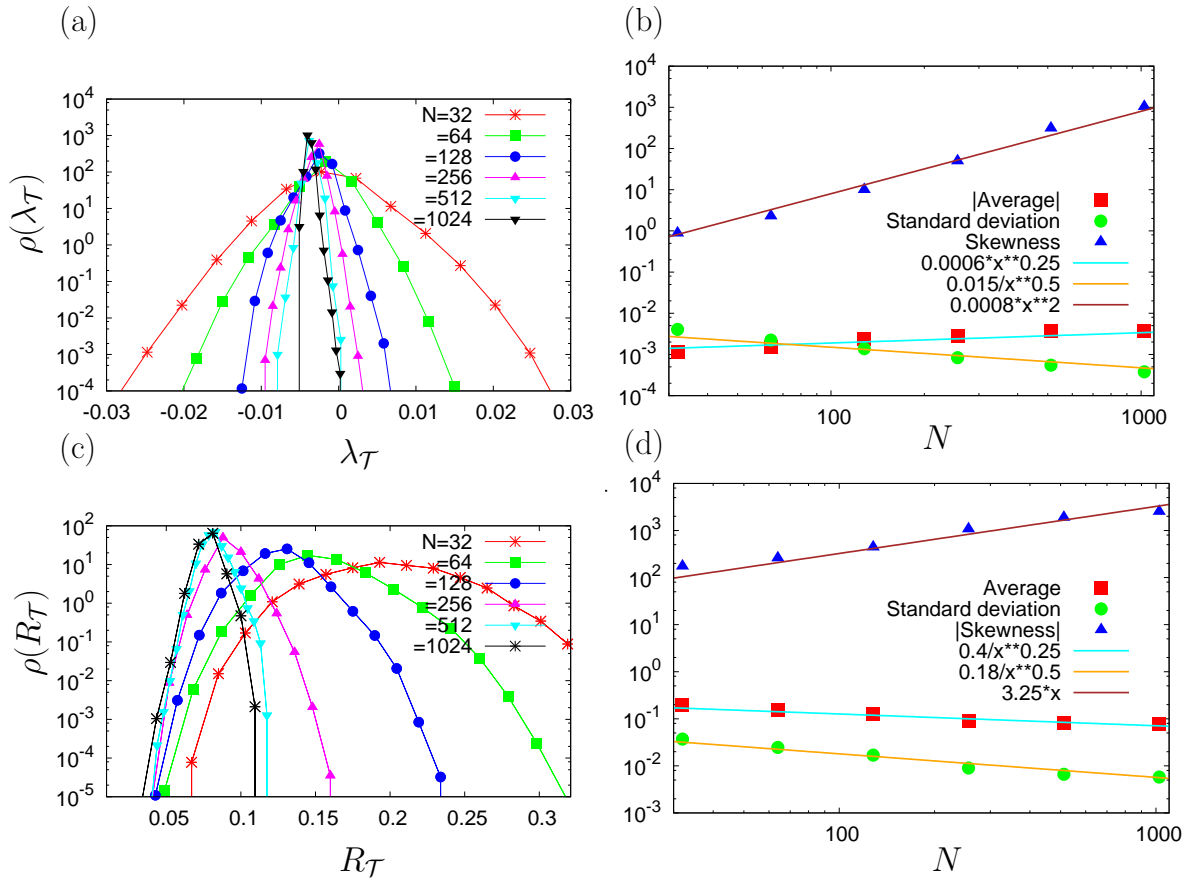 (a)
ρ(λ_𝒯)
10^4
10^3
10^2
10^1
10^0
10^-1
10^-2
10^-3
10^-4
N=32
=64
=128
=256
=512
=1024
-0.03 -0.02 -0.01 0 0.01 0.02 0.03
λ_𝒯
(b)
10^4
10^3
10^2
10^1
10^0
10^-1
10^-2
10^-3
10^-4
|Average|
Standard deviation
Skewness
0.0006*x**0.25
0.015/x**0.5
0.0008*x**2
100 1000
N
(c)
ρ(R_𝒯)
10^2
10^1
10^0
10^-1
10^-2
10^-3
10^-4
10^-5
N=32
=64
=128
=256
=512
=1024
0.05 0.1 0.15 0.2 0.25 0.3
R_𝒯
(d)
10^4
10^3
10^2
10^1
10^0
10^-1
10^-2
10^-3
Average
Standard deviation
|Skewness|
0.4/x**0.25
0.18/x**0.5
3.25*x
100 1000
N